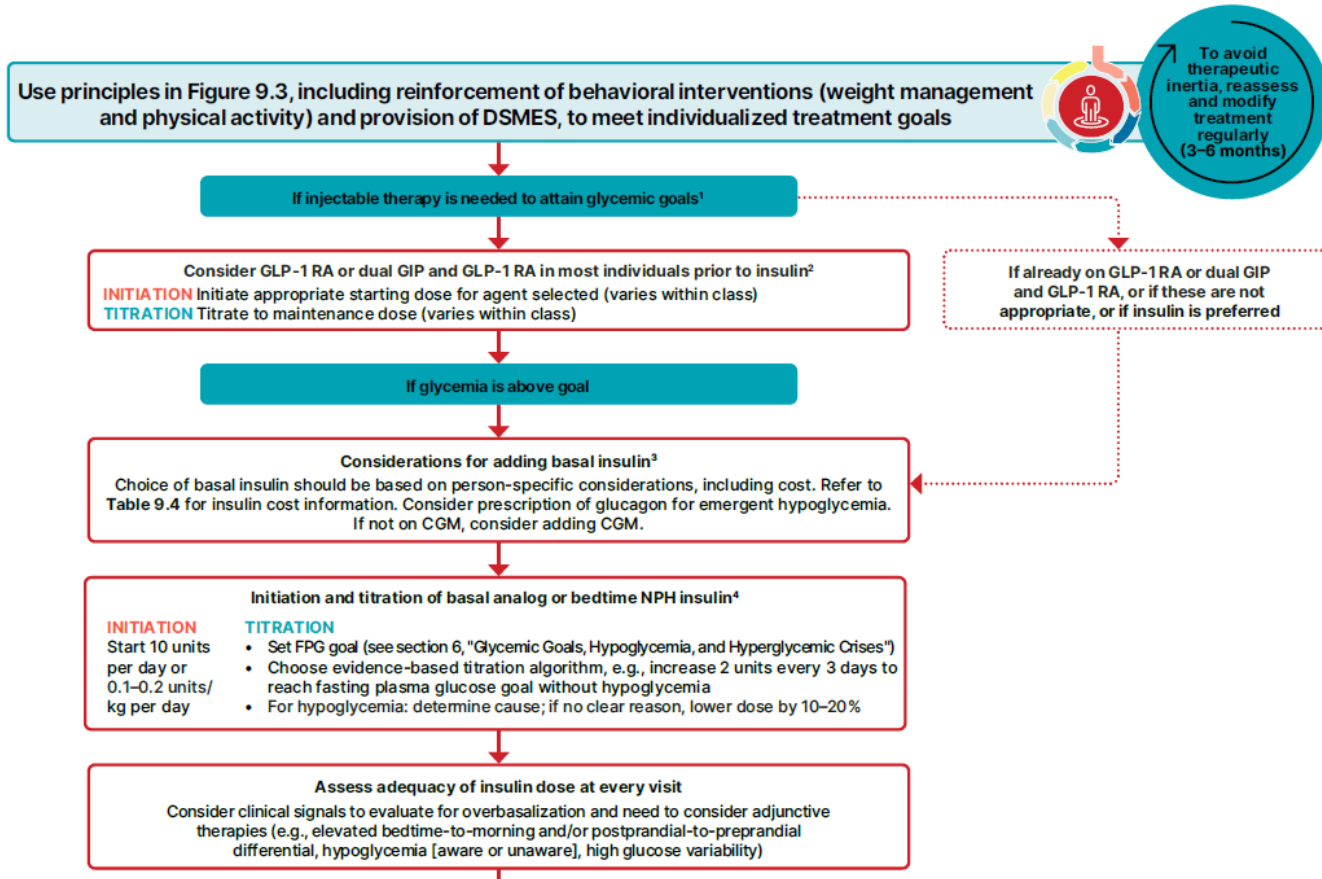 Use principles in Figure 9.3, including reinforcement of behavioral interventions (weight management
and physical activity) and provision of DSMES, to meet individualized treatment goals
To avoid
therapeutic
inertia, reassess
and modify
treatment
regularly
(3–6 months)
If injectable therapy is needed to attain glycemic goals¹
Consider GLP-1 RA or dual GIP and GLP-1 RA in most individuals prior to insulin²
INITIATION Initiate appropriate starting dose for agent selected (varies within class)
TITRATION Titrate to maintenance dose (varies within class)
If already on GLP-1 RA or dual GIP
and GLP-1 RA, or if these are not
appropriate, or if insulin is preferred
If glycemia is above goal
Considerations for adding basal insulin³
Choice of basal insulin should be based on person-specific considerations, including cost. Refer to
Table 9.4 for insulin cost information. Consider prescription of glucagon for emergent hypoglycemia.
If not on CGM, consider adding CGM.
Initiation and titration of basal analog or bedtime NPH insulin⁴
INITIATION
Start 10 units
per day or
0.1–0.2 units/
kg per day
TITRATION
• Set FPG goal (see section 6, "Glycemic Goals, Hypoglycemia, and Hyperglycemic Crises")
• Choose evidence-based titration algorithm, e.g., increase 2 units every 3 days to
reach fasting plasma glucose goal without hypoglycemia
• For hypoglycemia: determine cause; if no clear reason, lower dose by 10–20%
Assess adequacy of insulin dose at every visit
Consider clinical signals to evaluate for overbasalization and need to consider adjunctive
therapies (e.g., elevated bedtime-to-morning and/or postprandial-to-preprandial
differential, hypoglycemia [aware or unaware], high glucose variability)